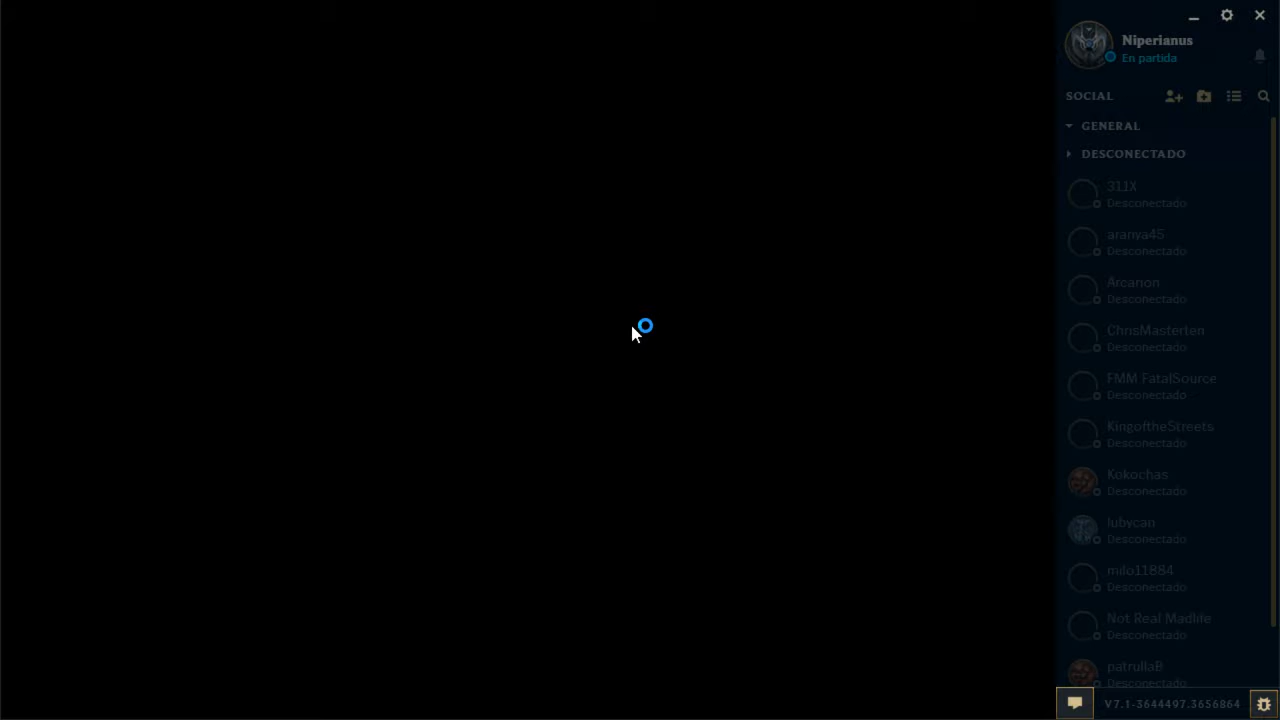 Niperianus
En partida
SOCIAL
GENERAL
DESCONECTADO
311X
Desconectado
aranya45
Desconectado
Arcanon
Desconectado
ChrisMasterten
Desconectado
FMM FatalSource
Desconectado
KingoftheStreets
Desconectado
Kokochas
Desconectado
lubycan
Desconectado
milo11884
Desconectado
Not Real Madlife
Desconectado
patrullaB
Desconectado
V7.1-3644497.3656864